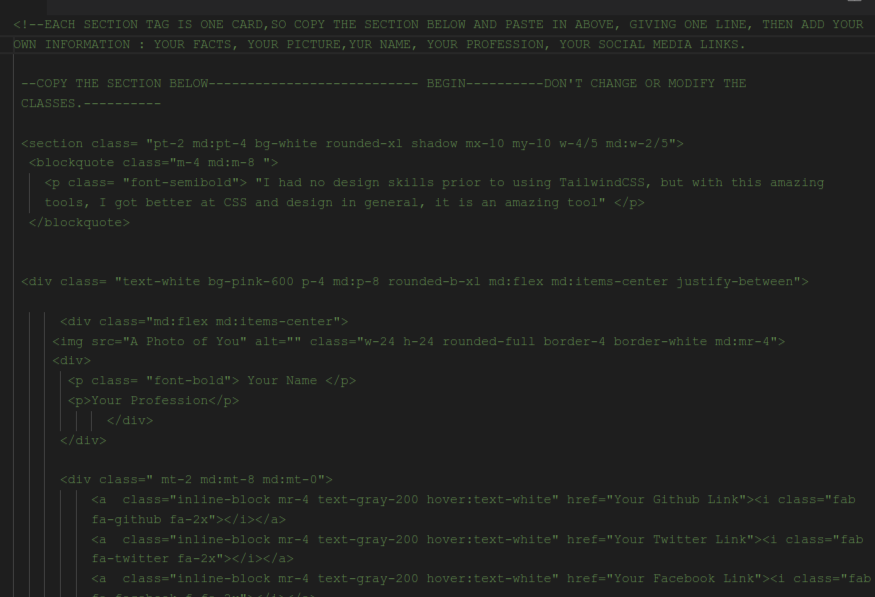 <!--EACH SECTION TAG IS ONE CARD,SO COPY THE SECTION BELOW AND PASTE IN ABOVE, GIVING ONE LINE, THEN ADD YOUR
OWN INFORMATION : YOUR FACTS, YOUR PICTURE,YUR NAME, YOUR PROFESSION, YOUR SOCIAL MEDIA LINKS.
--COPY THE SECTION BELOW--------------------------- BEGIN----------DON'T CHANGE OR MODIFY THE
CLASSES.----------
<section class= "pt-2 md:pt-4 bg-white rounded-xl shadow mx-10 my-10 w-4/5 md:w-2/5">
<blockquote class="m-4 md:m-8 ">
<p class= "font-semibold"> "I had no design skills prior to using TailwindCSS, but with this amazing
tools, I got better at CSS and design in general, it is an amazing tool" </p>
</blockquote>
<div class= "text-white bg-pink-600 p-4 md:p-8 rounded-b-xl md:flex md:items-center justify-between">
<div class="md:flex md:items-center">
<img src="A Photo of You" alt="" class="w-24 h-24 rounded-full border-4 border-white md:mr-4">
<div>
<p class= "font-bold"> Your Name </p>
<p>Your Profession</p>
</div>
</div>
<div class=" mt-2 md:mt-8 md:mt-0">
<a  class="inline-block mr-4 text-gray-200 hover:text-white" href="Your Github Link"><i class="fab
fa-github fa-2x"></i></a>
<a  class="inline-block mr-4 text-gray-200 hover:text-white" href="Your Twitter Link"><i class="fab
fa-twitter fa-2x"></i></a>
<a  class="inline-block mr-4 text-gray-200 hover:text-white" href="Your Facebook Link"><i class="fab